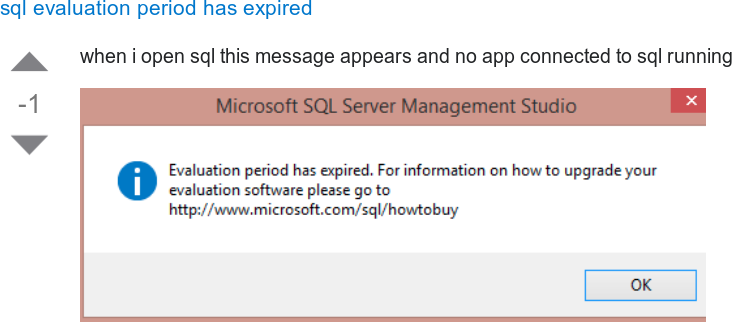 sql evaluation period has expired
when i open sql this message appears and no app connected to sql running
-1
Microsoft SQL Server Management Studio
Evaluation period has expired. For information on how to upgrade your
evaluation software please go to
http://www.microsoft.com/sql/howtobuy
OK